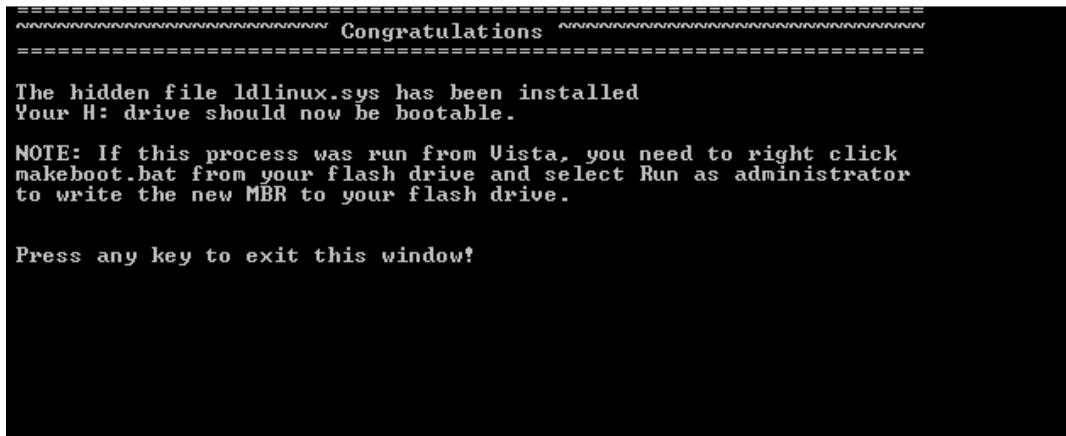 ===================================================================
~~~~~~~~~~~~~~~~~~~~~~~ Congratulations ~~~~~~~~~~~~~~~~~~~~~~~~~~~
===================================================================
The hidden file ldlinux.sys has been installed
Your H: drive should now be bootable.
NOTE: If this process was run from Vista, you need to right click
makeboot.bat from your flash drive and select Run as administrator
to write the new MBR to your flash drive.
Press any key to exit this window!